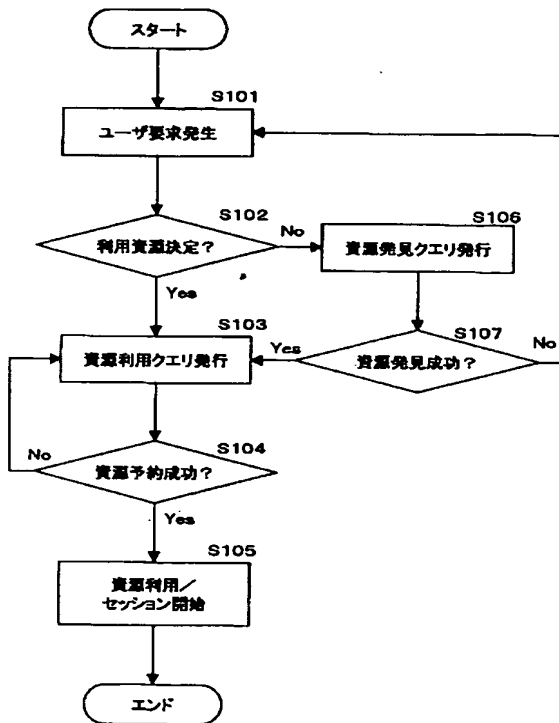 スタート
S101
ユーザ要求発生
S102
利用資源決定?
No
S106
資源発見クエリ発行
Yes
S103
資源利用クエリ発行
Yes
S107
資源発見成功?
No
S104
No
資源予約成功?
Yes
S105
資源利用/
セッション開始
エンド